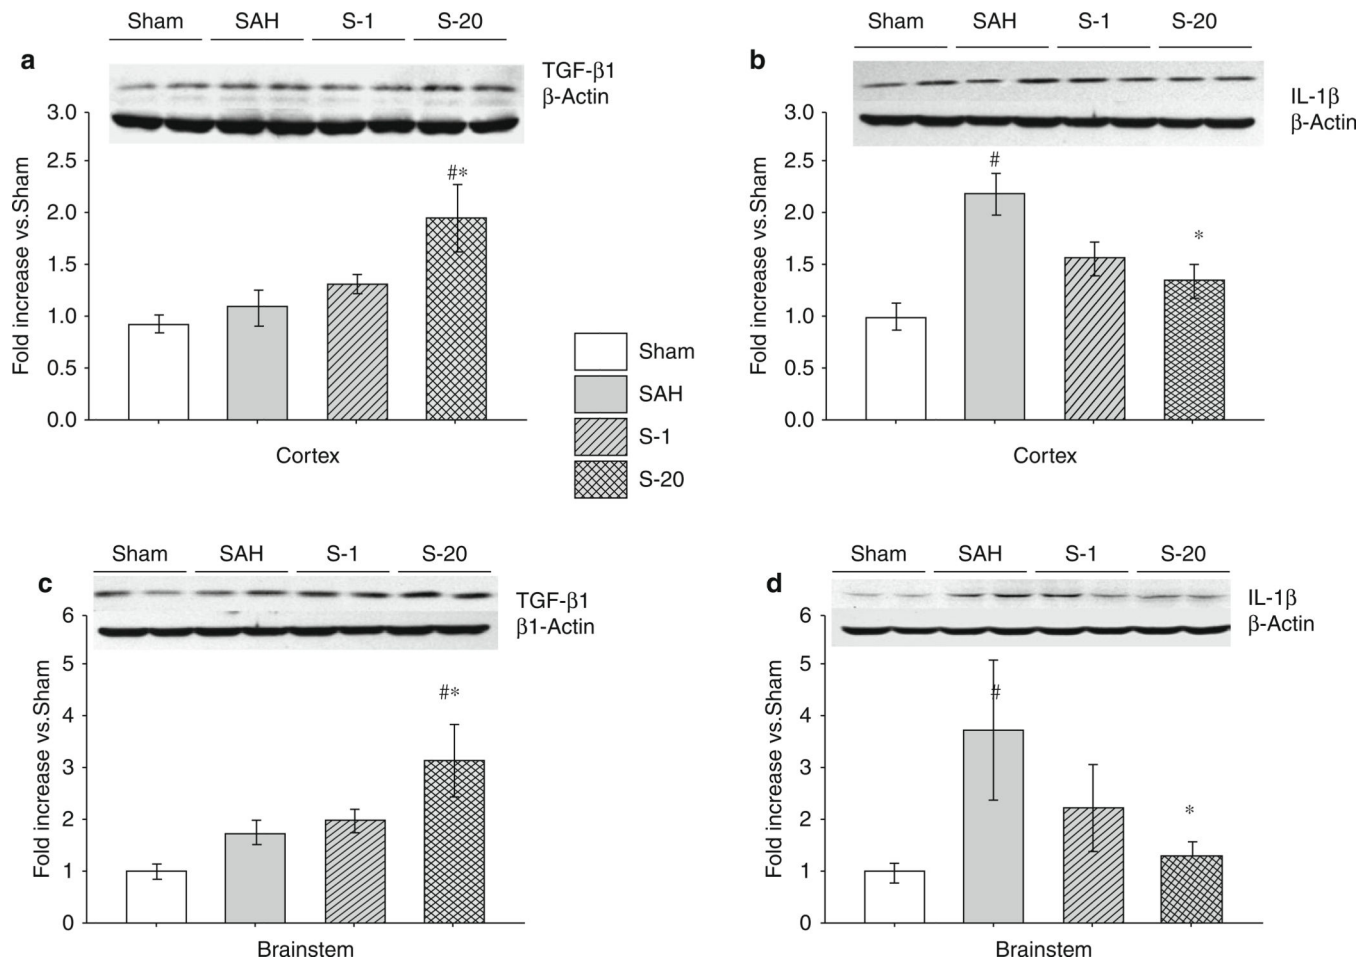 Sham SAH S-1 S-20
a
TGF-β1
β-Actin
3.0
2.5
2.0
1.5
1.0
0.5
0.0
Fold increase vs.Sham
#*
Cortex
Sham SAH S-1 S-20
b
IL-1β
β-Actin
3.0
2.5
2.0
1.5
1.0
0.5
0.0
Fold increase vs.Sham
#
*
Cortex
Sham
SAH
S-1
S-20
Sham SAH S-1 S-20
c
TGF-β1
β1-Actin
6
5
4
3
2
1
0
Fold increase vs.Sham
#*
Brainstem
Sham SAH S-1 S-20
d
IL-1β
β-Actin
6
5
4
3
2
1
0
Fold increase vs.Sham
#
*
Brainstem